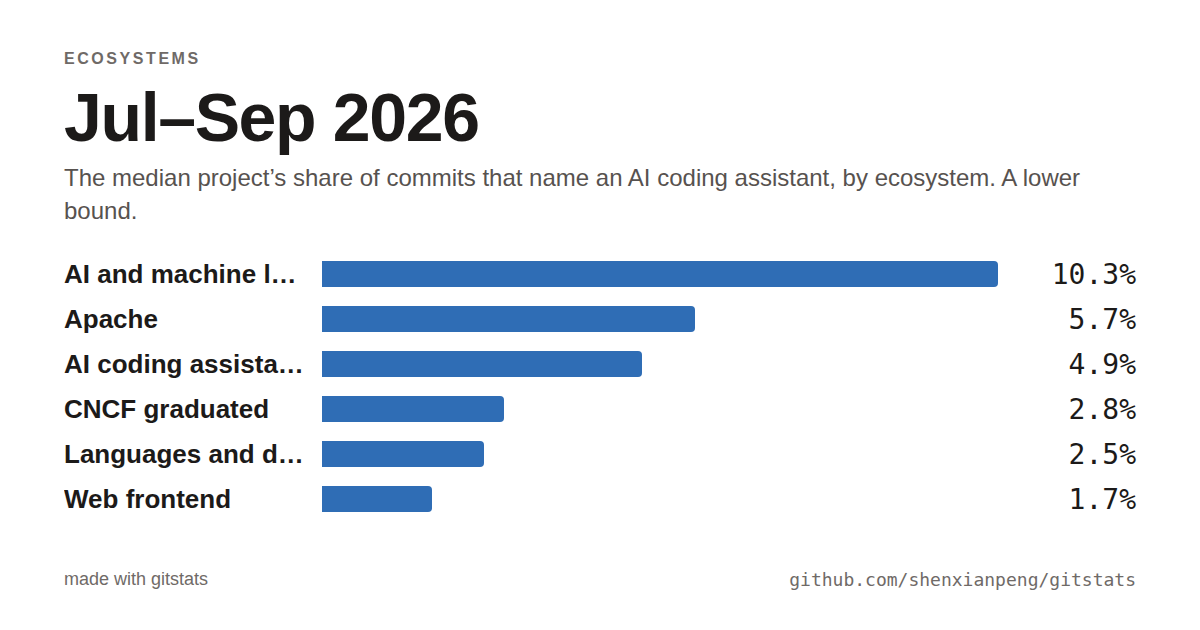 ECOSYSTEMS
Jul–Sep 2026
The median project’s share of commits that name an AI coding assistant, by ecosystem. A lower
bound.
AI and machine l… 10.3%
Apache 5.7%
AI coding assista… 4.9%
CNCF graduated 2.8%
Languages and d… 2.5%
Web frontend 1.7%
made with gitstats github.com/shenxianpeng/gitstats